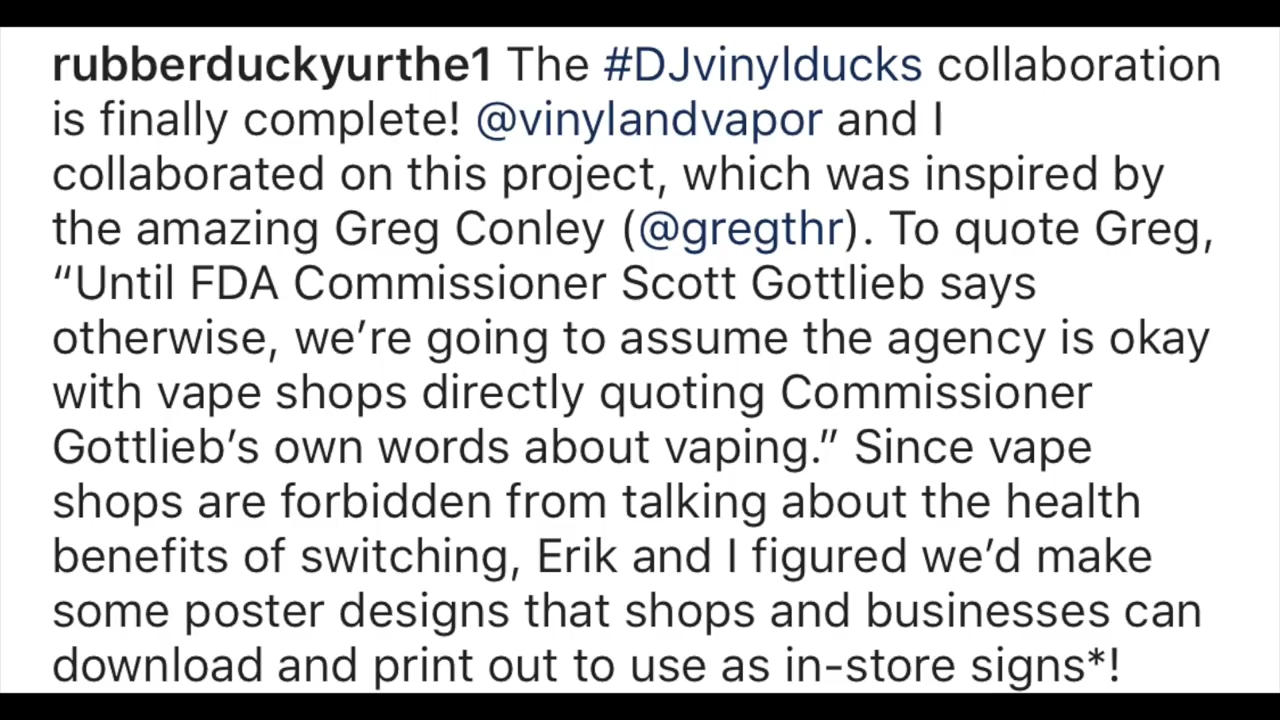 rubberduckyurthe1 The #DJvinylducks collaboration
is finally complete! @vinylandvapor and I
collaborated on this project, which was inspired by
the amazing Greg Conley (@gregthr). To quote Greg,
“Until FDA Commissioner Scott Gottlieb says
otherwise, we’re going to assume the agency is okay
with vape shops directly quoting Commissioner
Gottlieb’s own words about vaping.” Since vape
shops are forbidden from talking about the health
benefits of switching, Erik and I figured we’d make
some poster designs that shops and businesses can
download and print out to use as in-store signs*!